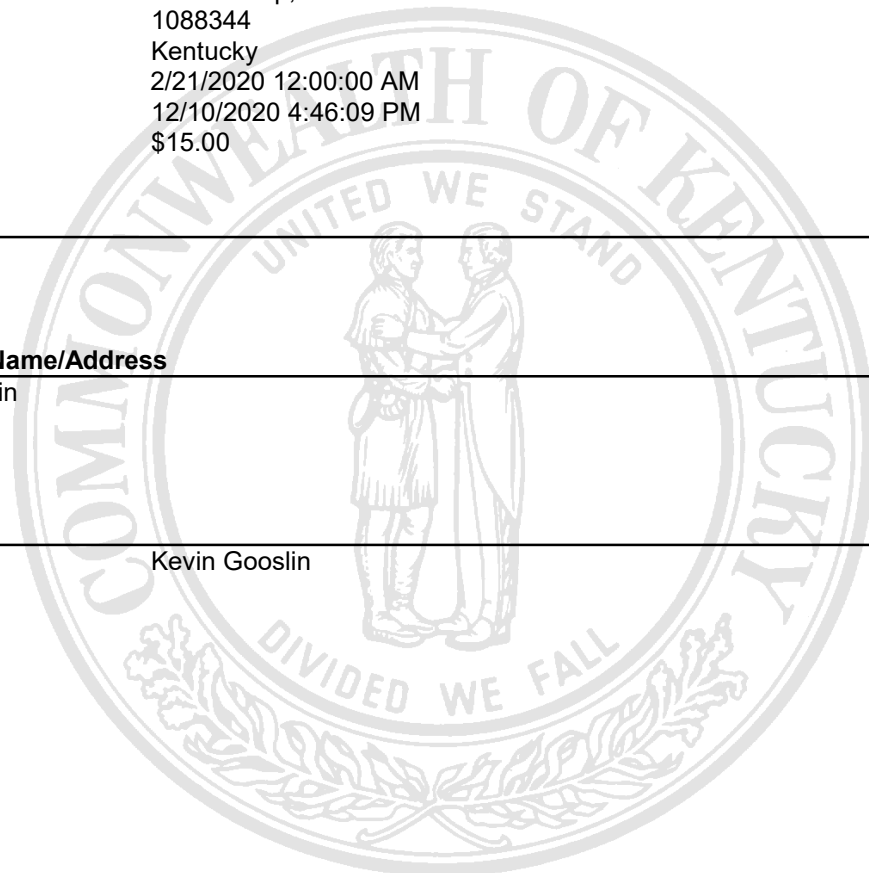 1088344
Kentucky
2/21/2020 12:00:00 AM
12/10/2020 4:46:09 PM
$15.00
COMMONWEALTH OF KENTUCKY
UNITED WE STAND
Name/Address
Kevin Gooslin
DIVIDED WE FALL